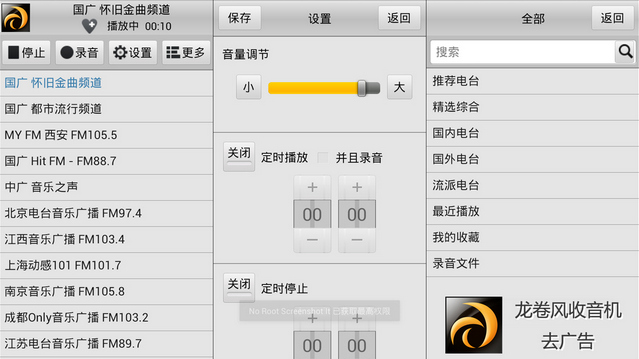 国广 怀旧金曲频道
播放中 00:10
停止
录音
设置
更多
国广 怀旧金曲频道
国广 都市流行频道
MY FM 西安 FM105.5
国广 Hit FM - FM88.7
中广 音乐之声
北京电台音乐广播 FM97.4
江西音乐广播 FM103.4
上海动感101 FM101.7
南京音乐广播 FM105.8
成都Only音乐广播 FM103.2
江苏电台音乐广播 FM89.7
保存
设置
返回
音量调节
小
大
关闭
定时播放
并且录音
+ +
00 00
− −
关闭
定时停止
No Root Screenshot It
+ +
00 00
全部
返回
搜索
推荐电台
精选综合
国内电台
国外电台
流派电台
最近播放
我的收藏
录音文件
龙卷风收音机
去广告